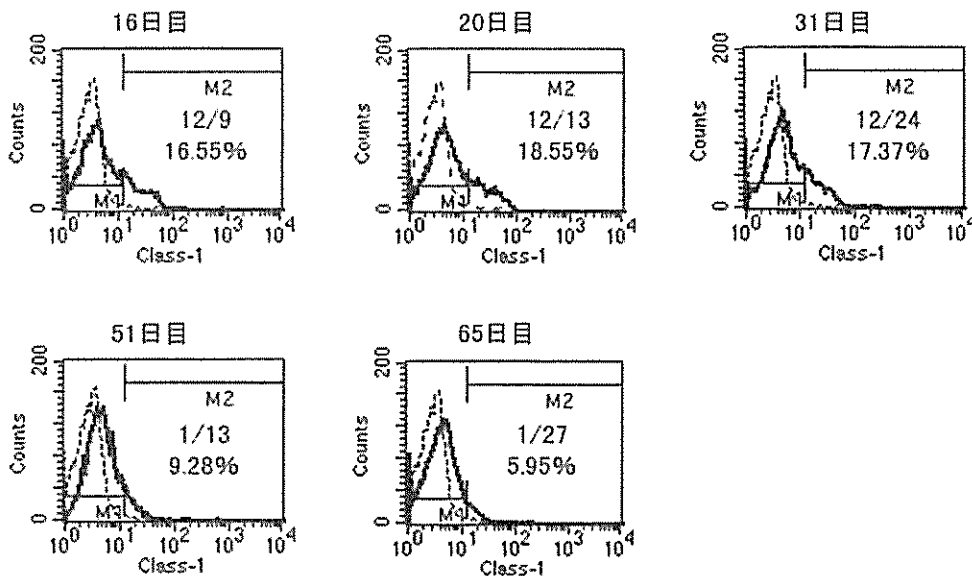 16日目
200
Counts
0
M2
12/9
16.55%
M1
10^0 10^1 10^2 10^3 10^4
Class-1
20日目
200
Counts
0
M2
12/13
18.55%
M1
10^0 10^1 10^2 10^3 10^4
Class-1
31日目
200
Counts
0
M2
12/24
17.37%
M1
10^0 10^1 10^2 10^3 10^4
Class-1
51日目
200
Counts
0
M2
1/13
9.28%
M1
10^0 10^1 10^2 10^3 10^4
Class-1
65日目
200
Counts
0
M2
1/27
5.95%
M1
10^0 10^1 10^2 10^3 10^4
Class-1